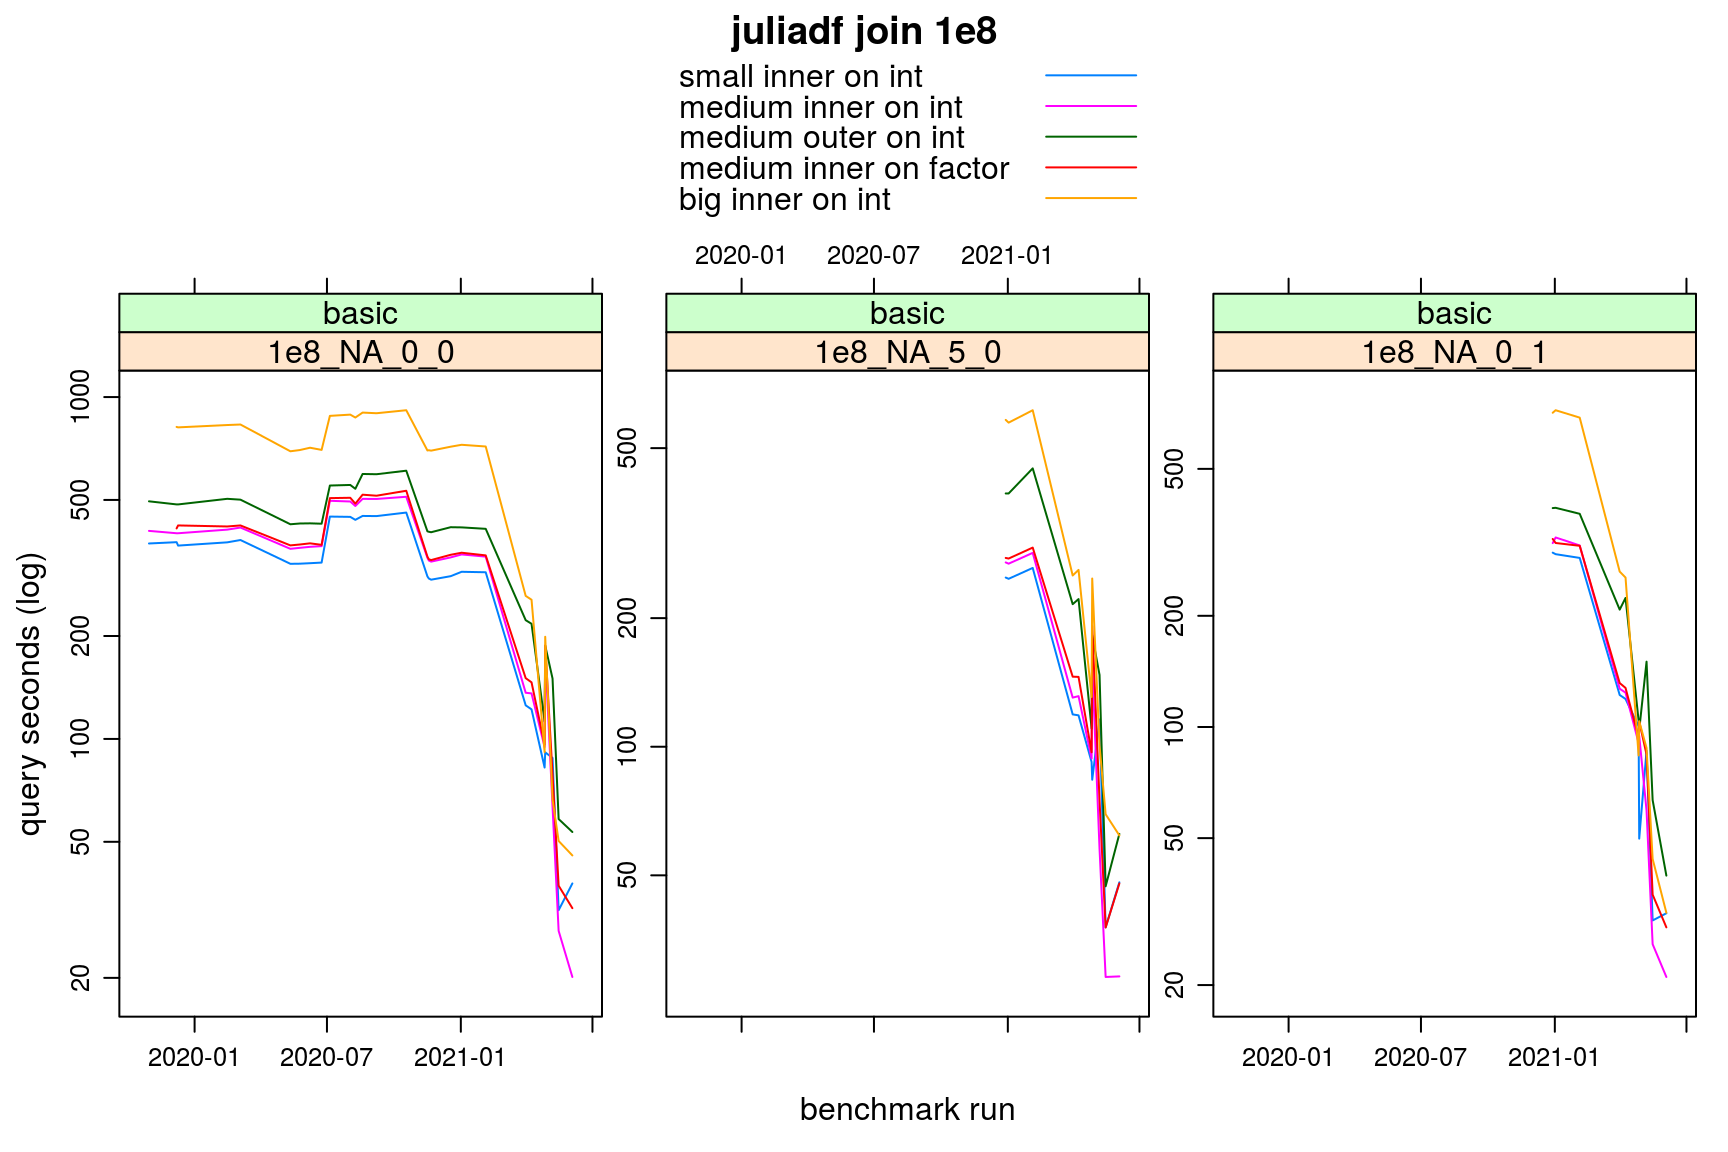 juliadf join 1e8
small inner on int
medium inner on int
medium outer on int
medium inner on factor
big inner on int
2020-01 2020-07 2021-01
basic basic basic
1e8_NA_0_0 1e8_NA_5_0 1e8_NA_0_1
query seconds (log)
1000
500
200
100
50
20
500
200
100
50
500
200
100
50
20
2020-01 2020-07 2021-01 2020-01 2020-07 2021-01
benchmark run